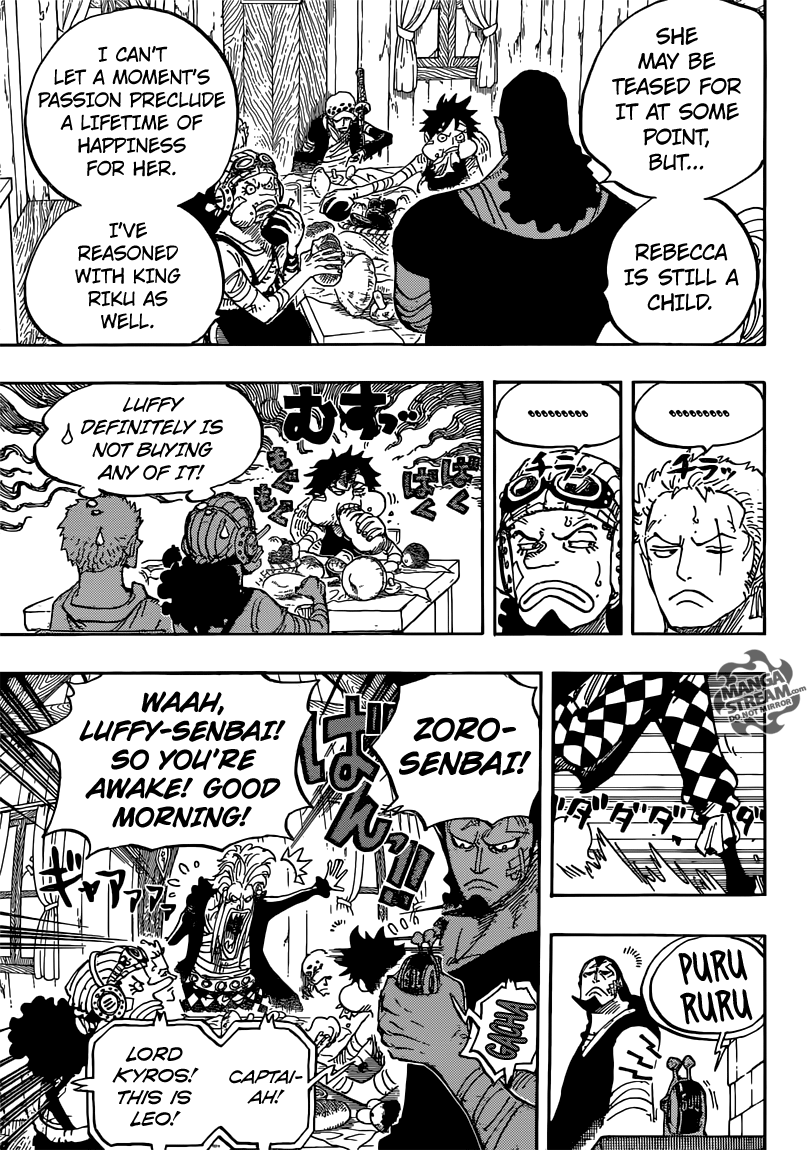 SHE
MAY BE
TEASED FOR
IT AT SOME
POINT,
BUT...
REBECCA
IS STILL A
CHILD.
I CAN'T
LET A MOMENT'S
PASSION PRECLUDE
A LIFETIME OF
HAPPINESS
FOR HER.
I'VE
REASONED
WITH KING
RIKU AS
WELL.
チラッ
チラッ
LUFFY
DEFINITELY IS
NOT BUYING
ANY OF IT!
むすっ
ばく
ばく
もぐ
もぐ
MANGA
STREAM.COM
DO NOT MIRROR
ダダダダ
ZORO-
SENBAI!
WAAH,
LUFFY-SENBAI!
SO YOU'RE
AWAKE! GOOD
MORNING!
ばんっ!!
ギャアアァァ
PURU
RURU
GACHA
CAPTAI-
AH!
LORD
KYROS!
THIS IS
LEO!